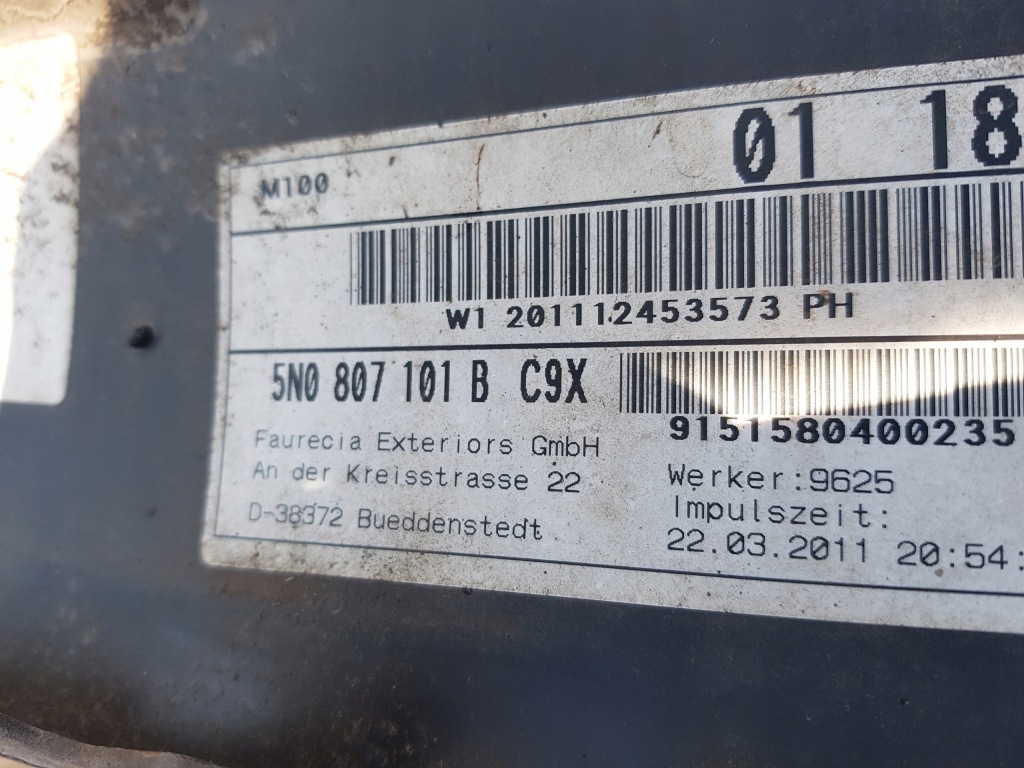 01 18
M100
W1 201112453573 PH
5N0 807 101 B C9X
9151580400235
Faurecia Exteriors GmbH
An der Kreisstrasse 22
D-38372 Bueddenstedt
Werker:9625
Impulszeit:
22.03.2011 20:54: